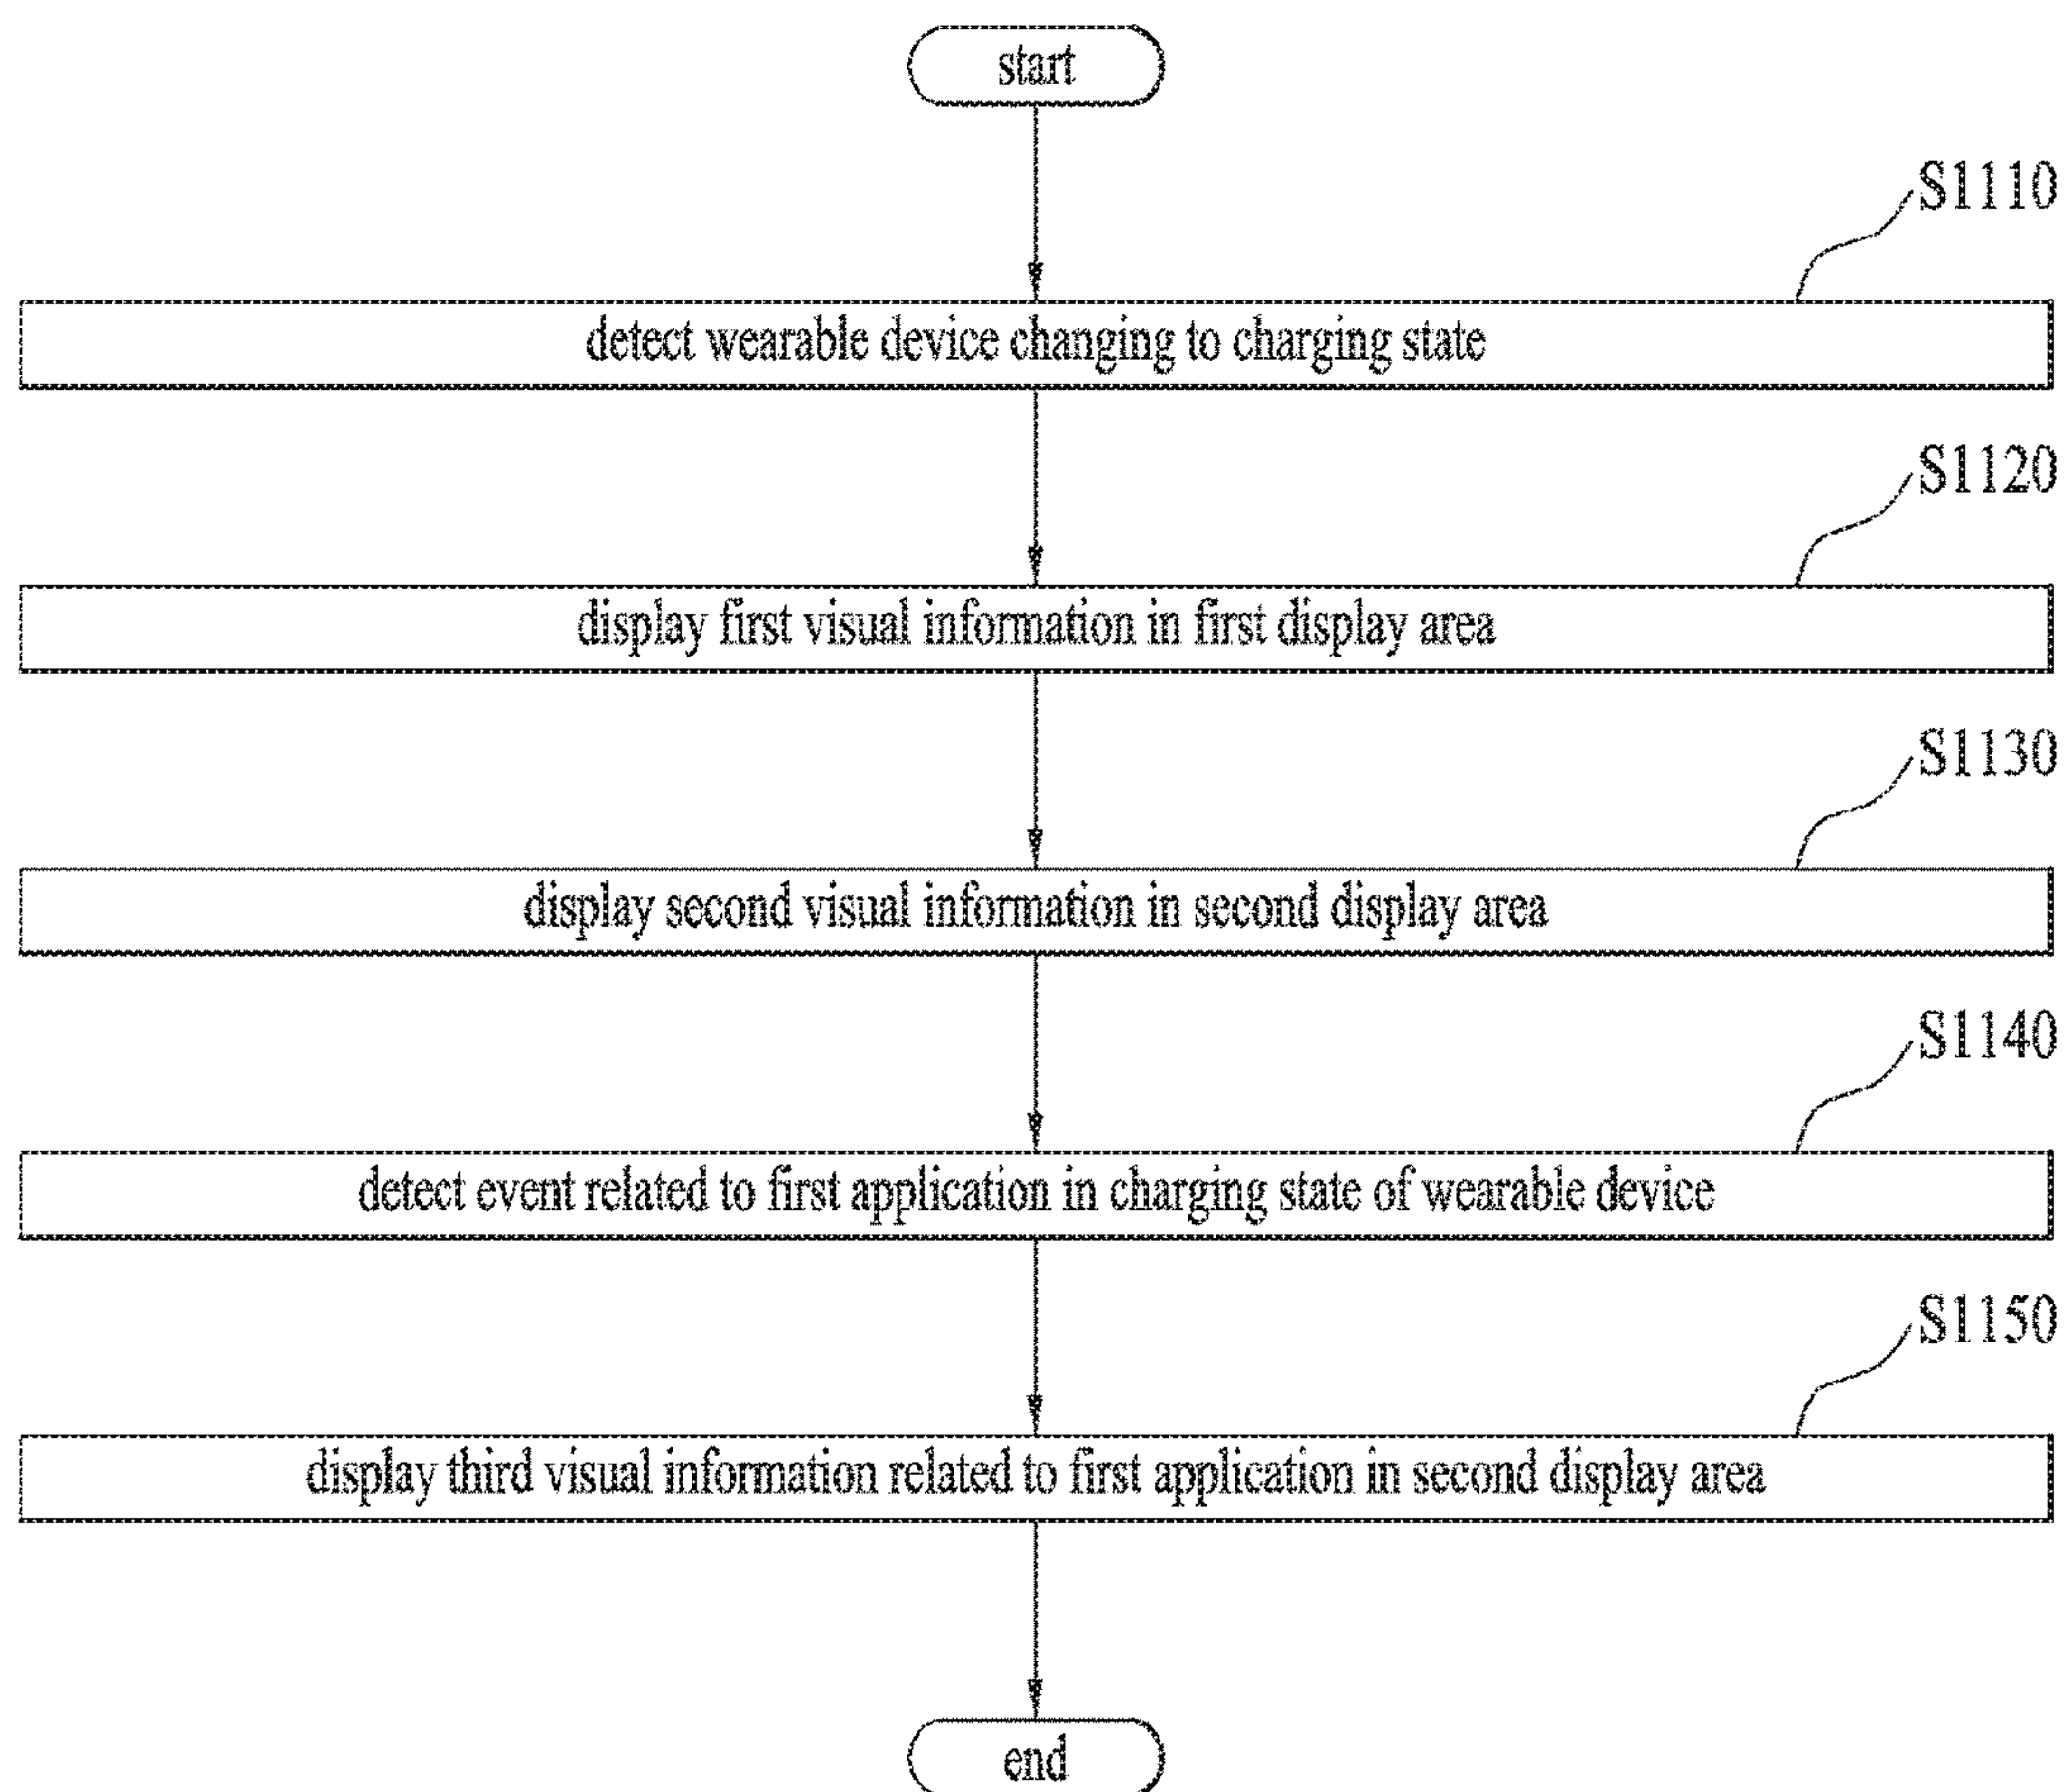 start
S1110
detect wearable device changing to charging state
S1120
display first visual information in first display area
S1130
display second visual information in second display area
S1140
detect event related to first application in charging state of wearable device
S1150
display third visual information related to first application in second display area
end